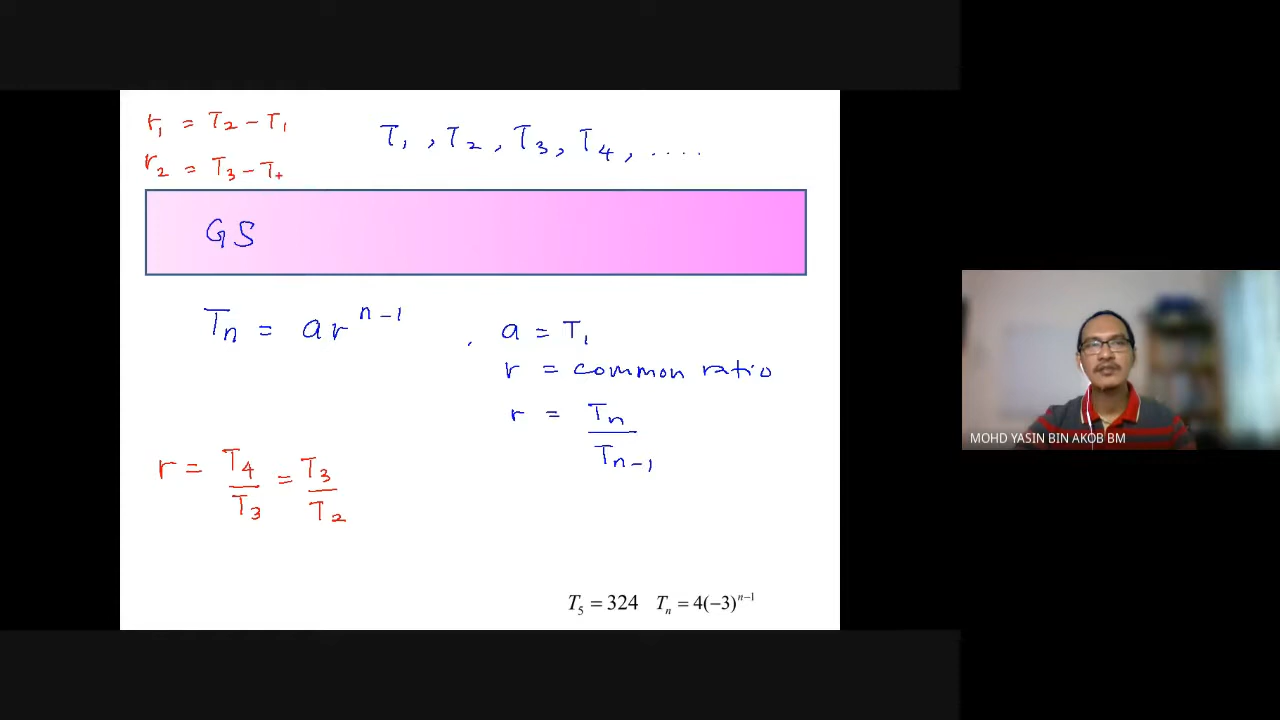 r₁ = T₂ − T₁
r₂ = T₃ − T₊
T₁, T₂, T₃, T₄, ....
GS
Tₙ = arⁿ⁻¹ , a = T₁
r = common ratio
r = Tₙ/Tₙ₋₁
r = T₄/T₃ = T₃/T₂
T₅ = 324 Tₙ = 4(−3)ⁿ⁻¹
MOHD YASIN BIN AKOB BM